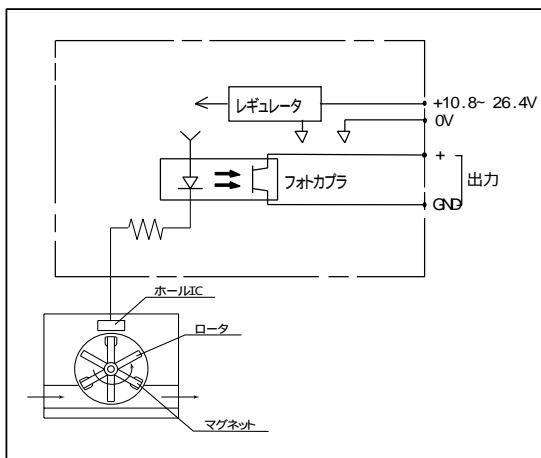 レギュレータ
+10.8~ 26.4V
0V
+
フォトカプラ
出力
GND
ホールIC
ロータ
マグネット